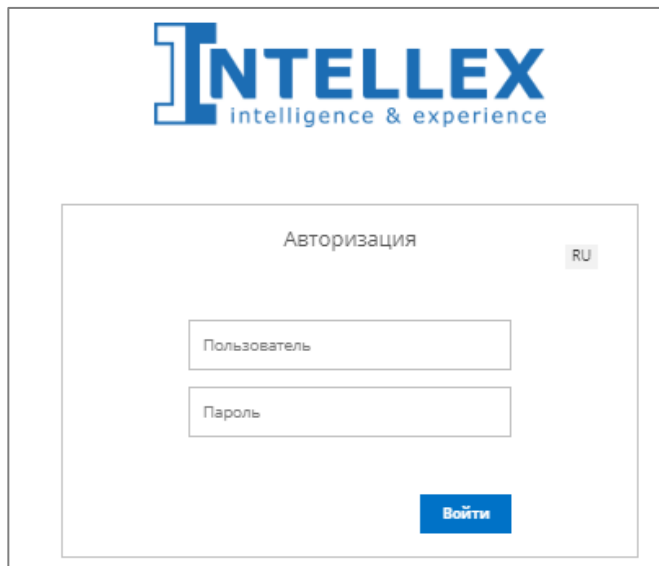 INTELLEX
intelligence & experience
Авторизация
RU
Пользователь
Пароль
Войти